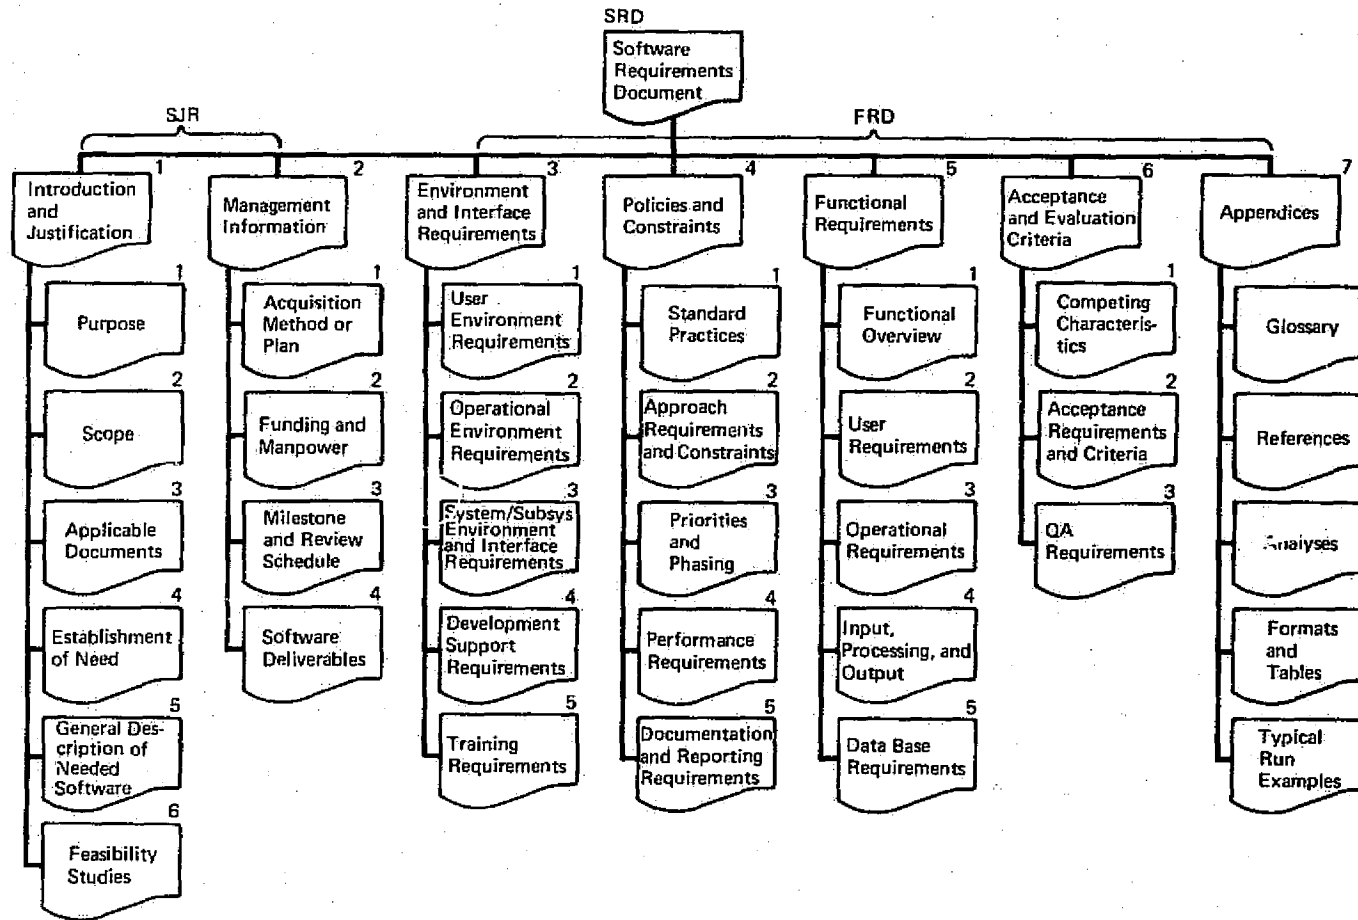 SRD
Software
Requirements
Document
SJR
FRD
1
Introduction
and
Justification
1
Purpose
2
Scope
3
Applicable
Documents
4
Establishment
of Need
5
General Des-
cription of
Needed
Software
6
Feasibility
Studies
2
Management
Information
1
Acquisition
Method or
Plan
2
Funding and
Manpower
3
Milestone
and Review
Schedule
4
Software
Deliverables
3
Environment
and Interface
Requirements
1
User
Environment
Requirements
2
Operational
Environment
Requirements
3
System/Subsys
Environment
and Interface
Requirements
4
Development
Support
Requirements
5
Training
Requirements
4
Policies and
Constraints
1
Standard
Practices
2
Approach
Requirements
and Constraints
3
Priorities
and
Phasing
4
Performance
Requirements
5
Documentation
and Reporting
Requirements
5
Functional
Requirements
1
Functional
Overview
2
User
Requirements
3
Operational
Requirements
4
Input,
Processing, and
Output
5
Data Base
Requirements
6
Acceptance
and Evaluation
Criteria
1
Competing
Characteris-
tics
2
Acceptance
Requirements
and Criteria
3
QA
Requirements
7
Appendices
Glossary
References
Analyses
Formats
and
Tables
Typical
Run
Examples